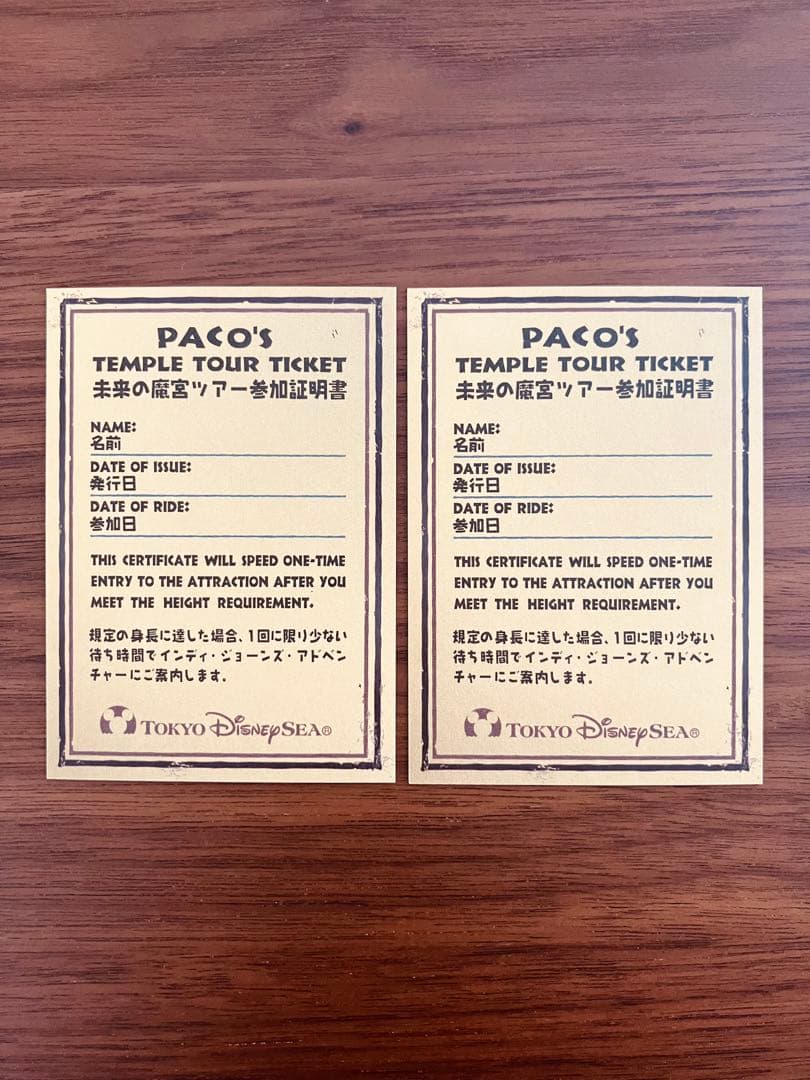 PACO'S
TEMPLE TOUR TICKET
未来の魔宮ツアー参加証明書
NAME:
名前
DATE OF ISSUE:
発行日
DATE OF RIDE:
参加日
THIS CERTIFICATE WILL SPEED ONE-TIME
ENTRY TO THE ATTRACTION AFTER YOU
MEET THE HEIGHT REQUIREMENT.
規定の身長に達した場合、1回に限り少ない
待ち時間でインディ・ジョーンズ・アドベン
チャーにご案内します。
TOKYO DISNEYSEA®
PACO'S
TEMPLE TOUR TICKET
未来の魔宮ツアー参加証明書
NAME:
名前
DATE OF ISSUE:
発行日
DATE OF RIDE:
参加日
THIS CERTIFICATE WILL SPEED ONE-TIME
ENTRY TO THE ATTRACTION AFTER YOU
MEET THE HEIGHT REQUIREMENT.
規定の身長に達した場合、1回に限り少ない
待ち時間でインディ・ジョーンズ・アドベン
チャーにご案内します。
TOKYO DISNEYSEA®